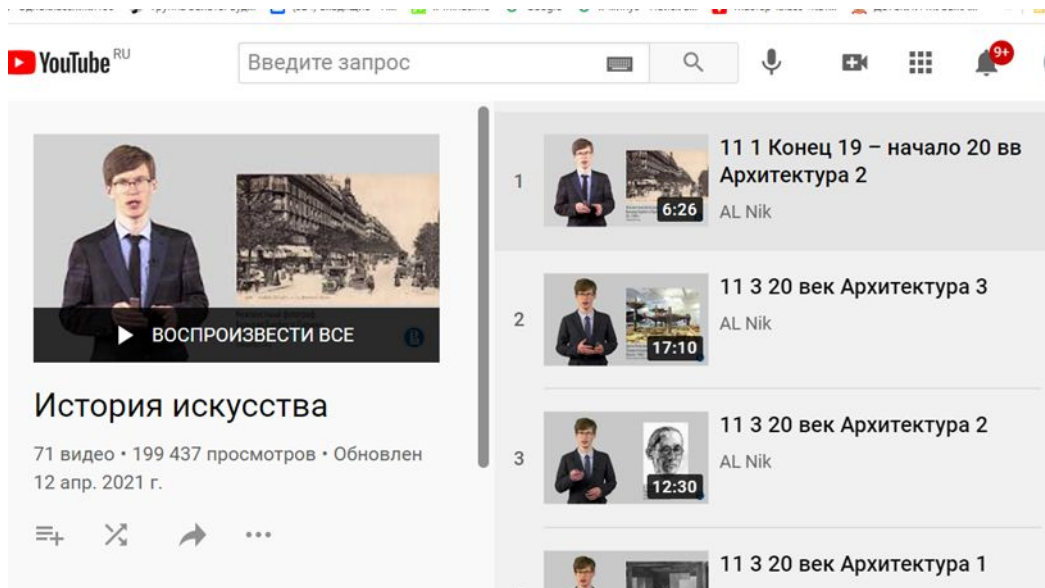 YouTube RU
Введите запрос
9+
ВОСПРОИЗВЕСТИ ВСЕ
История искусства
71 видео • 199 437 просмотров • Обновлен
12 апр. 2021 г.
1
11 1 Конец 19 – начало 20 вв
Архитектура 2
AL Nik
6:26
2
11 3 20 век Архитектура 3
AL Nik
17:10
3
11 3 20 век Архитектура 2
AL Nik
12:30
11 3 20 век Архитектура 1